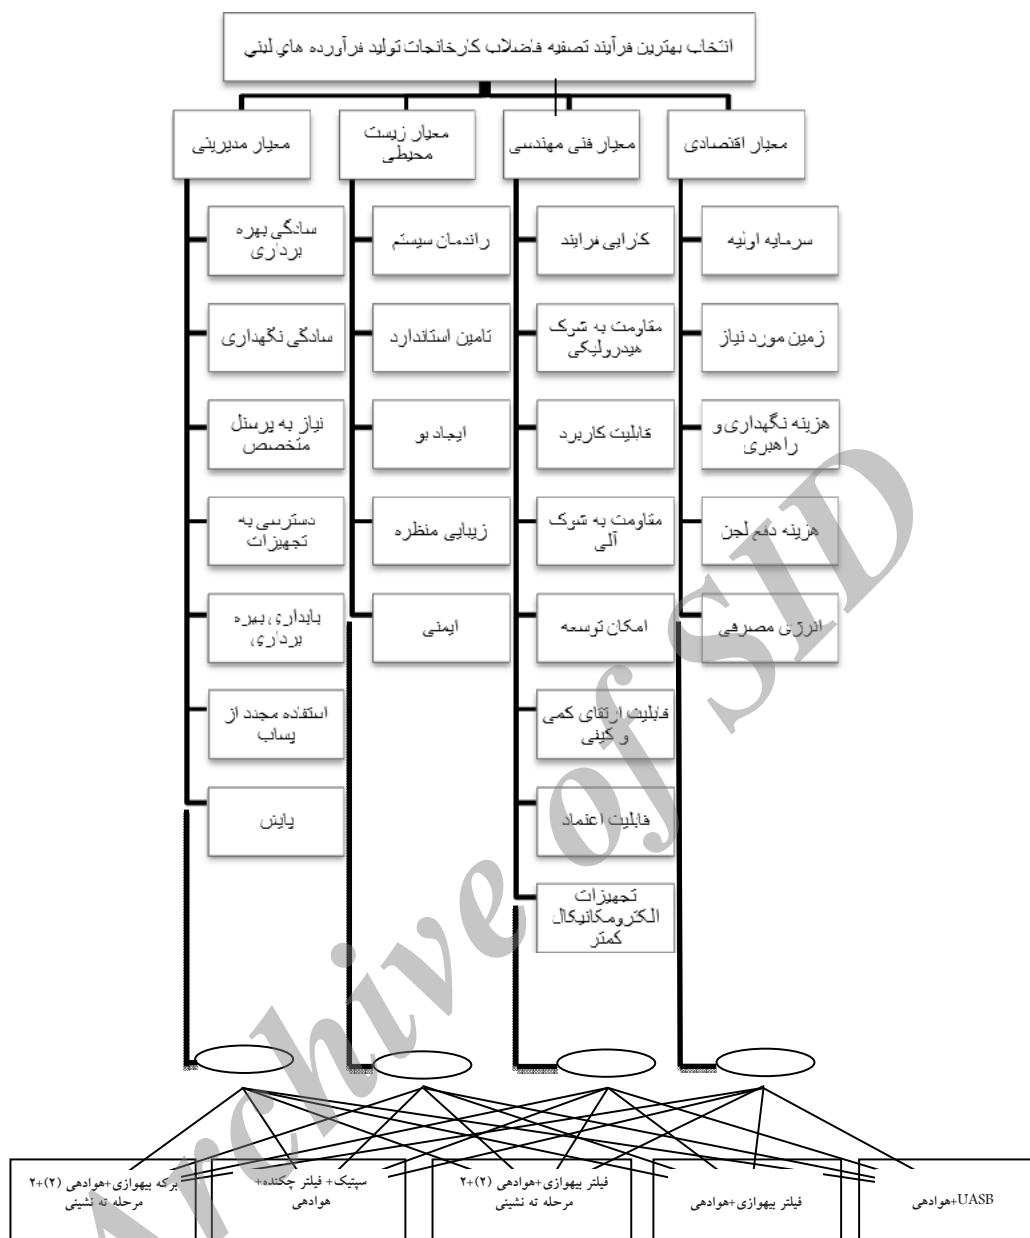 انتخاب بهترین فرآیند تصفیه فاضلاب کارخانجات تولید فرآورده های لبنی
معیار اقتصادی
معیار فنی مهندسی
معیار زیست
محیطی
معیار مدیریتی
سرمایه اولیه
زمین مورد نیاز
هزینه نگهداری و
راهبری
هزینه دفع لجن
انرژی مصرفی
کارایی فرایند
مقاومت به شوک
هیدرولیکی
قابلیت کاربرد
مقاومت به شوک
آلی
امکان توسعه
قابلیت ارتقای کمی
و کیفی
قابلیت اعتماد
تجهیزات
الکترومکانیکال
کمتر
راندمان سیستم
تامین استاندارد
ایجاد بو
زیبایی منظره
ایمنی
سادگی بهره
برداری
سادگی نگهداری
نیاز به پرسنل
متخصص
دسترسی به
تجهیزات
پایداری بهره
برداری
استفاده مجدد از
پساب
پایش
UASB+هوادهی
فیلتر بیهوازی+هوادهی
فیلتر بیهوازی+هوادهی (۲)+۲
مرحله ته نشینی
سپتیک+ فیلتر چکنده+
هوادهی
برکه بیهوازی+هوادهی (۲)+۲
مرحله ته نشینی
Archive of SID